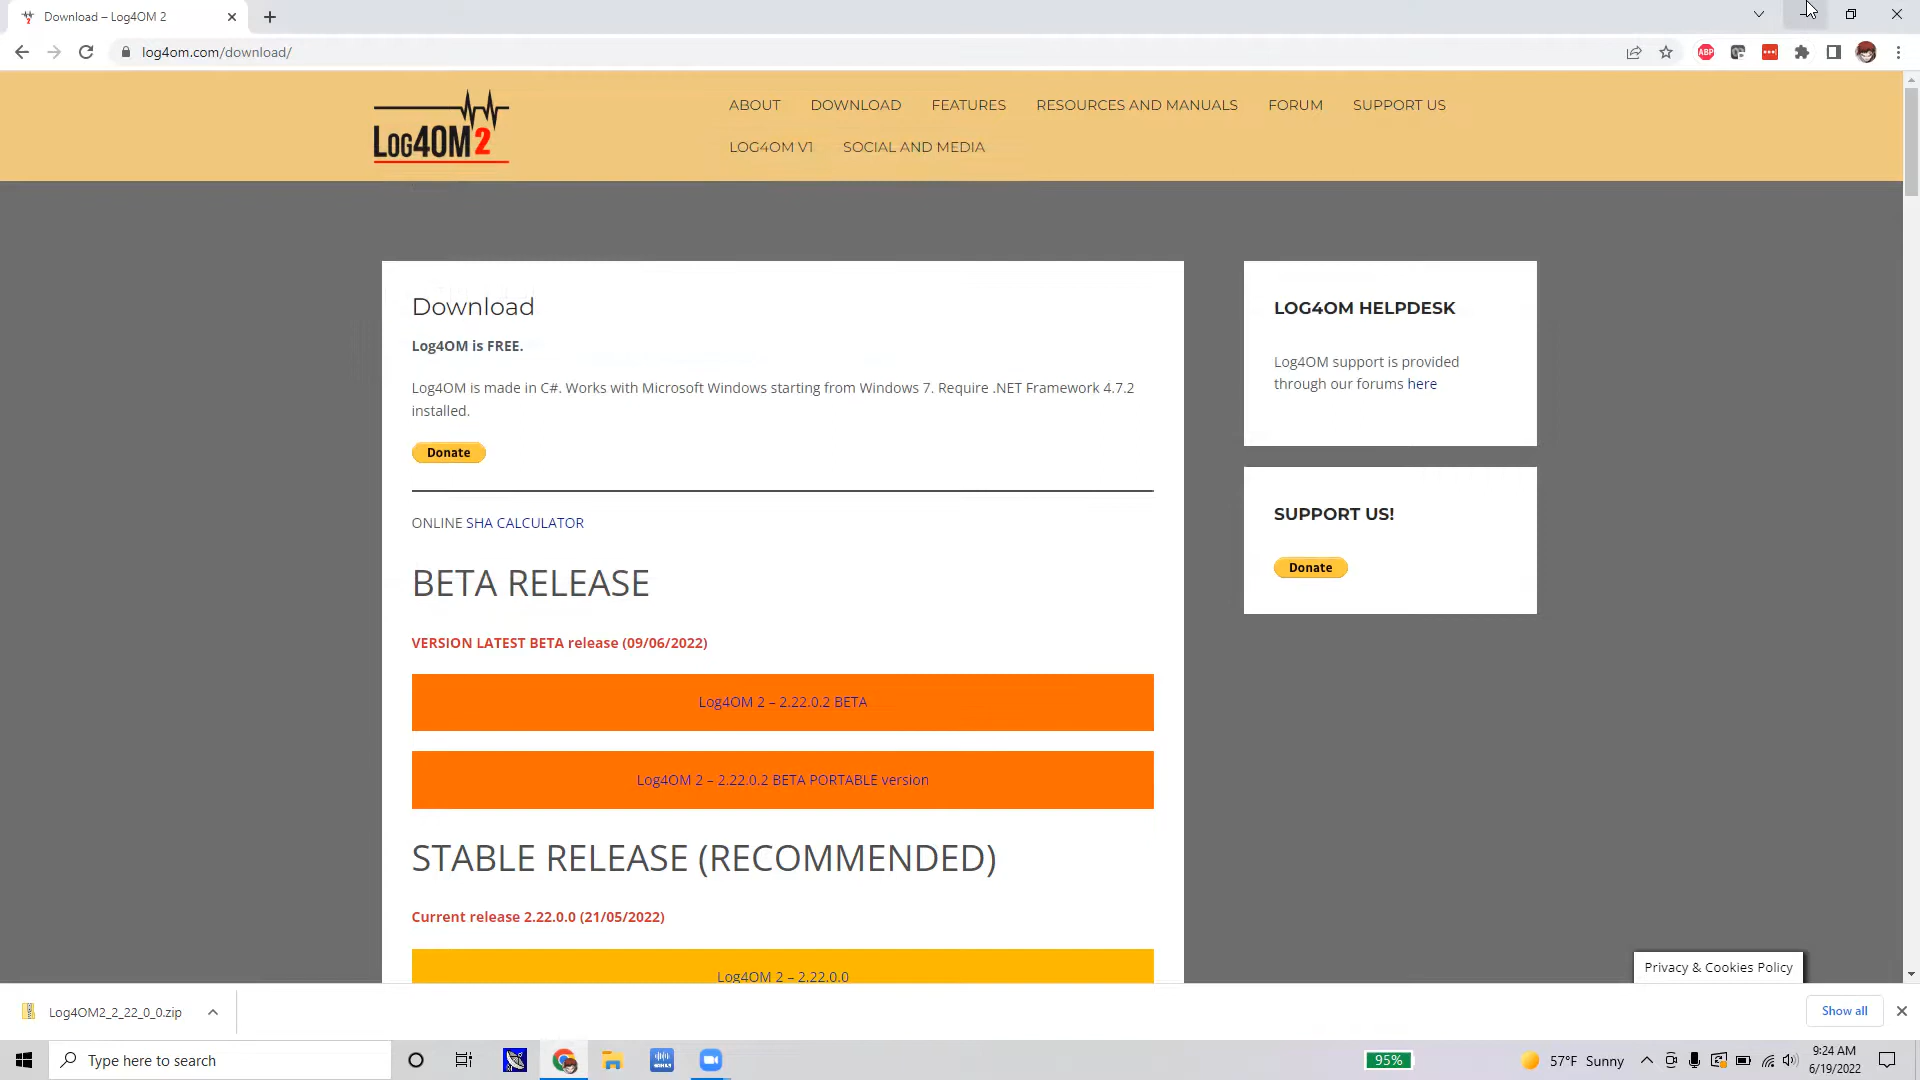 Download – Log4OM 2
log4om.com/download/
ABP
LOG4OM 2
ABOUT DOWNLOAD FEATURES RESOURCES AND MANUALS FORUM SUPPORT US
LOG4OM V1 SOCIAL AND MEDIA
Download
Log4OM is FREE.
Log4OM is made in C#. Works with Microsoft Windows starting from Windows 7. Require .NET Framework 4.7.2
installed.
Donate
ONLINE SHA CALCULATOR
BETA RELEASE
VERSION LATEST BETA release (09/06/2022)
Log4OM 2 – 2.22.0.2 BETA
Log4OM 2 – 2.22.0.2 BETA PORTABLE version
STABLE RELEASE (RECOMMENDED)
Current release 2.22.0.0 (21/05/2022)
Log4OM 2 – 2.22.0.0
LOG4OM HELPDESK
Log4OM support is provided
through our forums here
SUPPORT US!
Donate
Privacy & Cookies Policy
Log4OM2_2_22_0_0.zip
Show all
Type here to search
95%
57°F Sunny
9:24 AM
6/19/2022